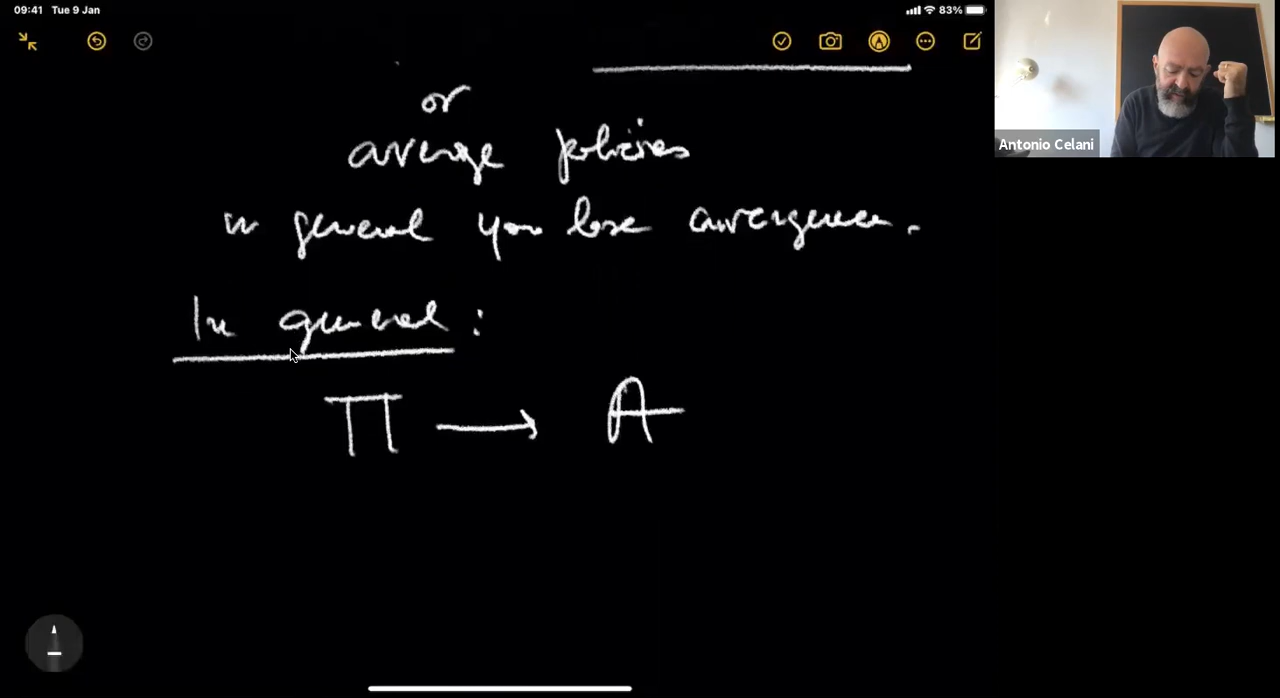 09:41 Tue 9 Jan
83%
Antonio Celani
or
average policies
in general you lose convergence.
In general:
Π → A